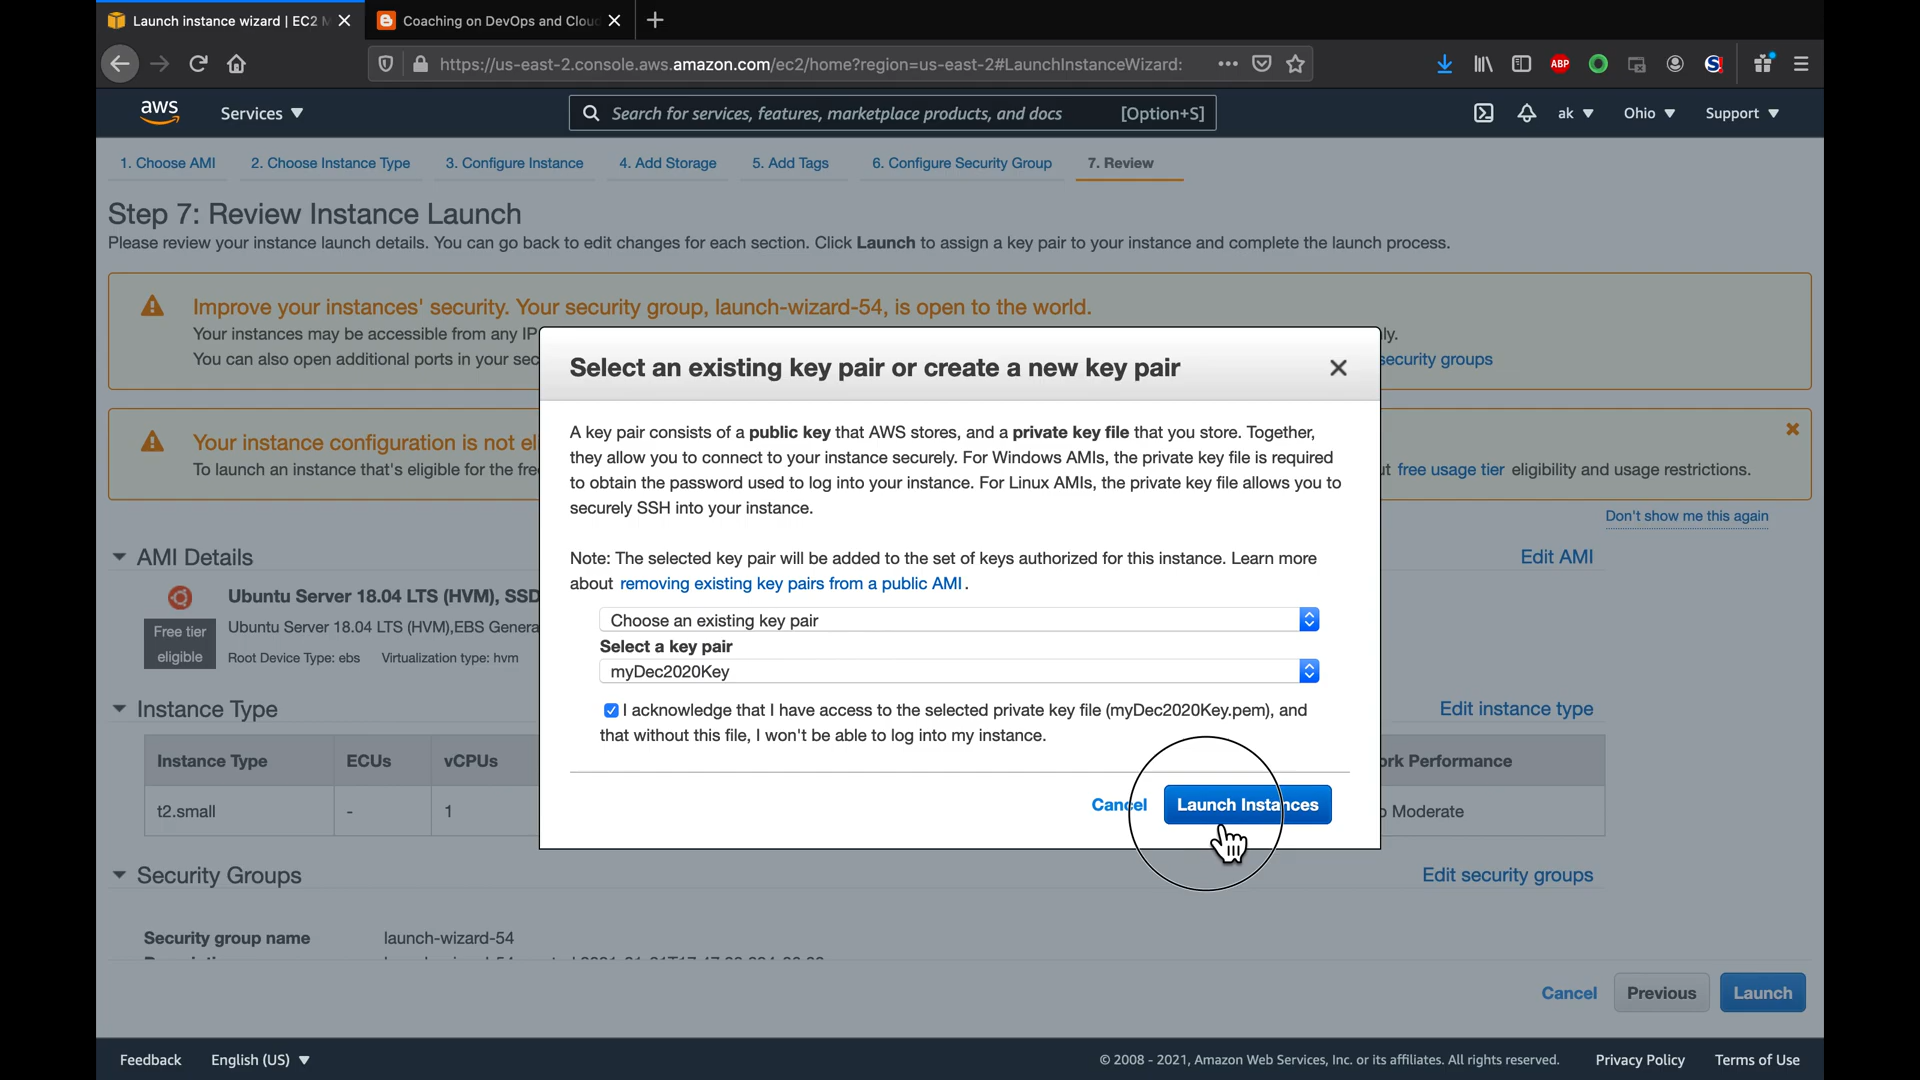 Launch instance wizard | EC2 M
Coaching on DevOps and Clou
https://us-east-2.console.aws.amazon.com/ec2/home?region=us-east-2#LaunchInstanceWizard:
ABP
aws
Services
Search for services, features, marketplace products, and docs [Option+S]
ak
Ohio
Support
1. Choose AMI
2. Choose Instance Type
3. Configure Instance
4. Add Storage
5. Add Tags
6. Configure Security Group
7. Review
Step 7: Review Instance Launch
Please review your instance launch details. You can go back to edit changes for each section. Click Launch to assign a key pair to your instance and complete the launch process.
Improve your instances' security. Your security group, launch-wizard-54, is open to the world.
Your instances may be accessible from any IP
ly.
You can also open additional ports in your sec
security groups
Your instance configuration is not eli
To launch an instance that's eligible for the free
ut free usage tier eligibility and usage restrictions.
Don't show me this again
Select an existing key pair or create a new key pair
A key pair consists of a public key that AWS stores, and a private key file that you store. Together,
they allow you to connect to your instance securely. For Windows AMIs, the private key file is required
to obtain the password used to log into your instance. For Linux AMIs, the private key file allows you to
securely SSH into your instance.
Note: The selected key pair will be added to the set of keys authorized for this instance. Learn more
about removing existing key pairs from a public AMI .
Choose an existing key pair
Select a key pair
myDec2020Key
I acknowledge that I have access to the selected private key file (myDec2020Key.pem), and
that without this file, I won't be able to log into my instance.
Cancel
Launch Instances
AMI Details
Edit AMI
Ubuntu Server 18.04 LTS (HVM), SSD
Free tier
eligible
Ubuntu Server 18.04 LTS (HVM),EBS Genera
Root Device Type: ebs Virtualization type: hvm
Instance Type
Edit instance type
Instance Type
ECUs
vCPUs
ork Performance
t2.small
-
1
o Moderate
Security Groups
Edit security groups
Security group name
launch-wizard-54
Cancel
Previous
Launch
Feedback
English (US)
© 2008 - 2021, Amazon Web Services, Inc. or its affiliates. All rights reserved.
Privacy Policy
Terms of Use